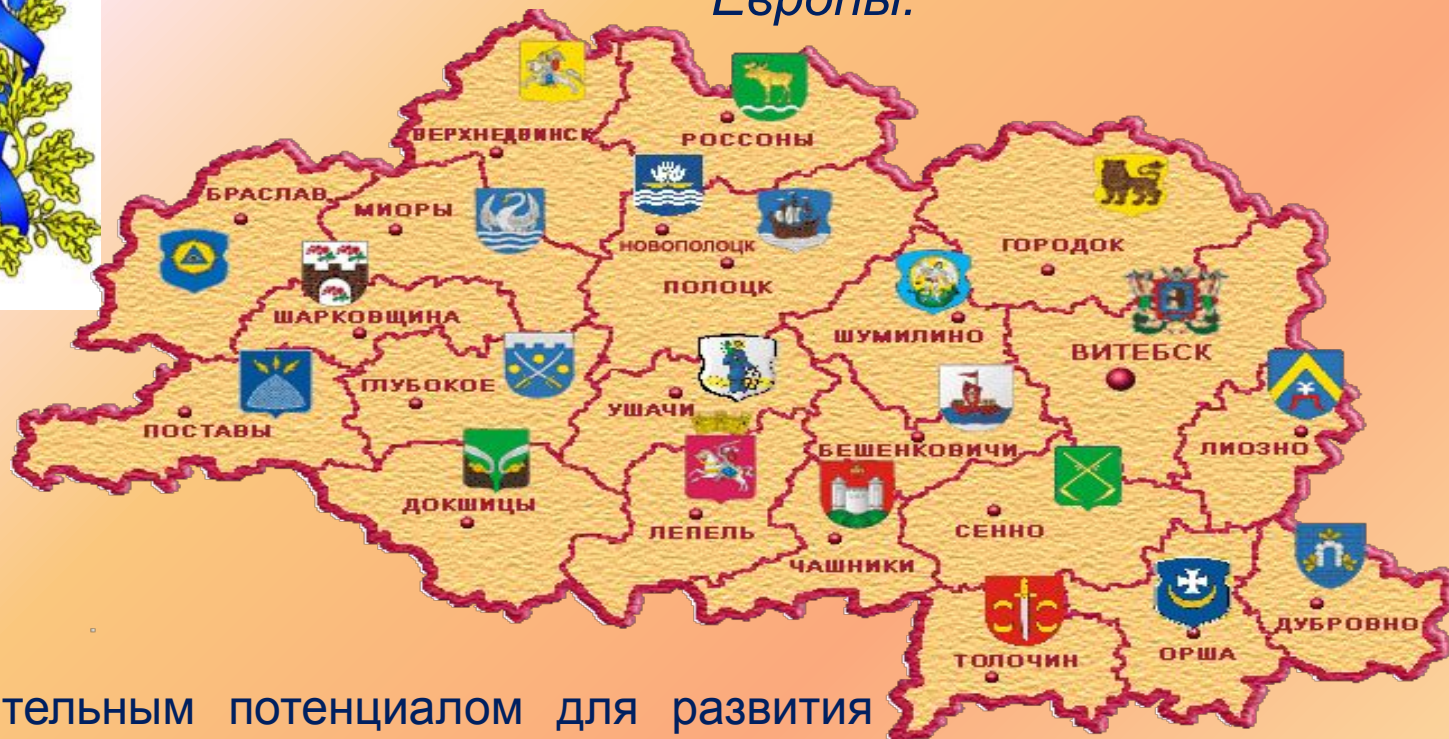 Европы.
ВЕРХНЕДВИНСК
РОССОНЫ
БРАСЛАВ
МИОРЫ
НОВОПОЛОЦК
ГОРОДОК
ПОЛОЦК
ШАРКОВЩИНА
ШУМИЛИНО
ВИТЕБСК
ГЛУБОКОЕ
УШАЧИ
ПОСТАВЫ
БЕШЕНКОВИЧИ
ЛИОЗНО
ДОКШИЦЫ
ЛЕПЕЛЬ
СЕННО
ЧАШНИКИ
ДУБРОВНО
ТОЛОЧИН
ОРША
тельным потенциалом для развития